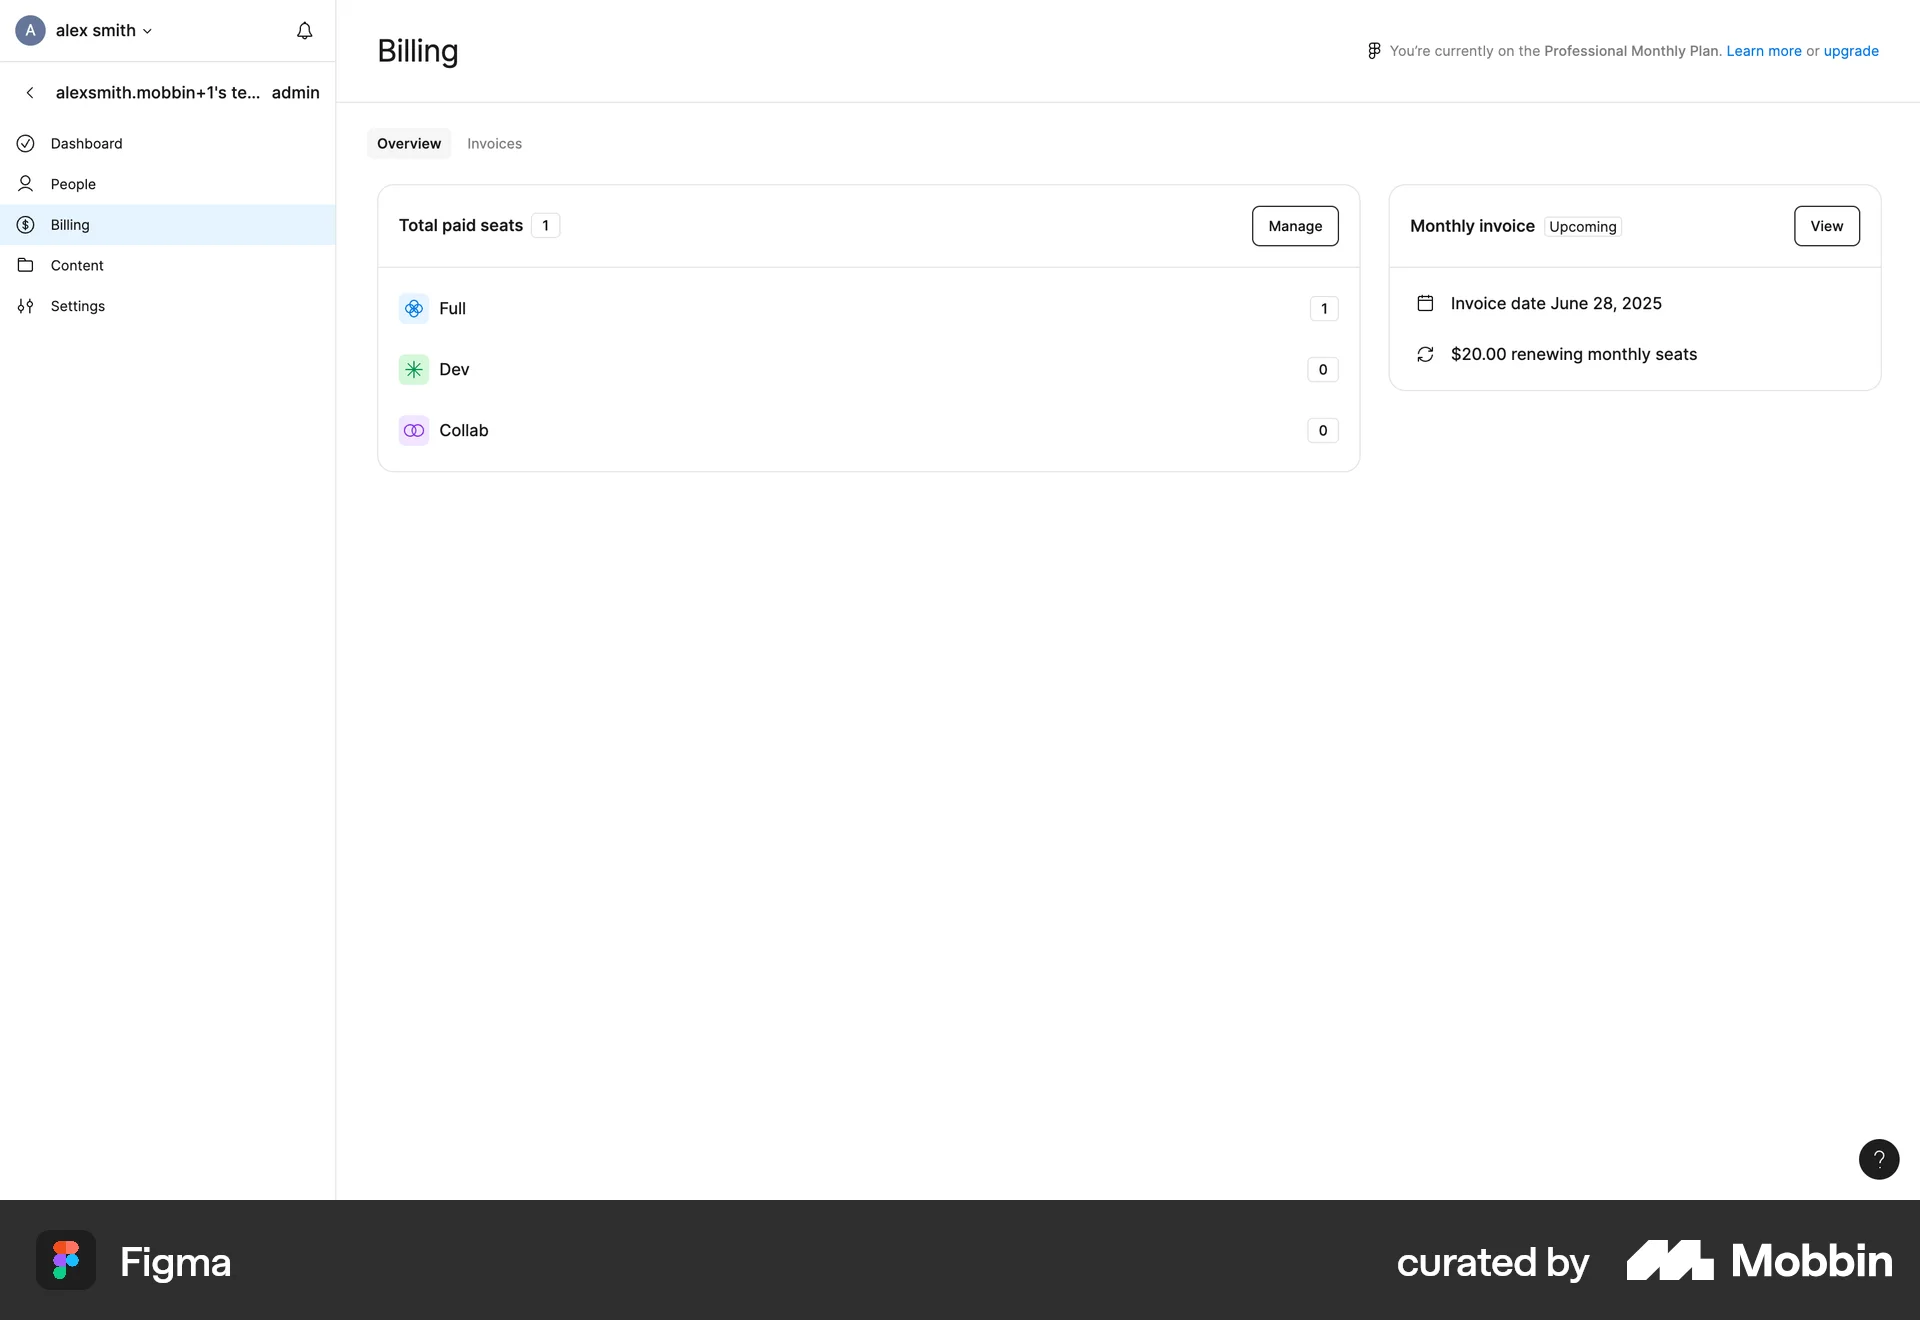 A alex smith
alexsmith.mobbin+1's te... admin
Dashboard
People
Billing
Content
Settings
Billing
You're currently on the Professional Monthly Plan. Learn more or upgrade
Overview Invoices
Total paid seats 1 Manage
Full 1
Dev 0
Collab 0
Monthly invoice Upcoming View
Invoice date June 28, 2025
$20.00 renewing monthly seats
?
Figma
curated by Mobbin